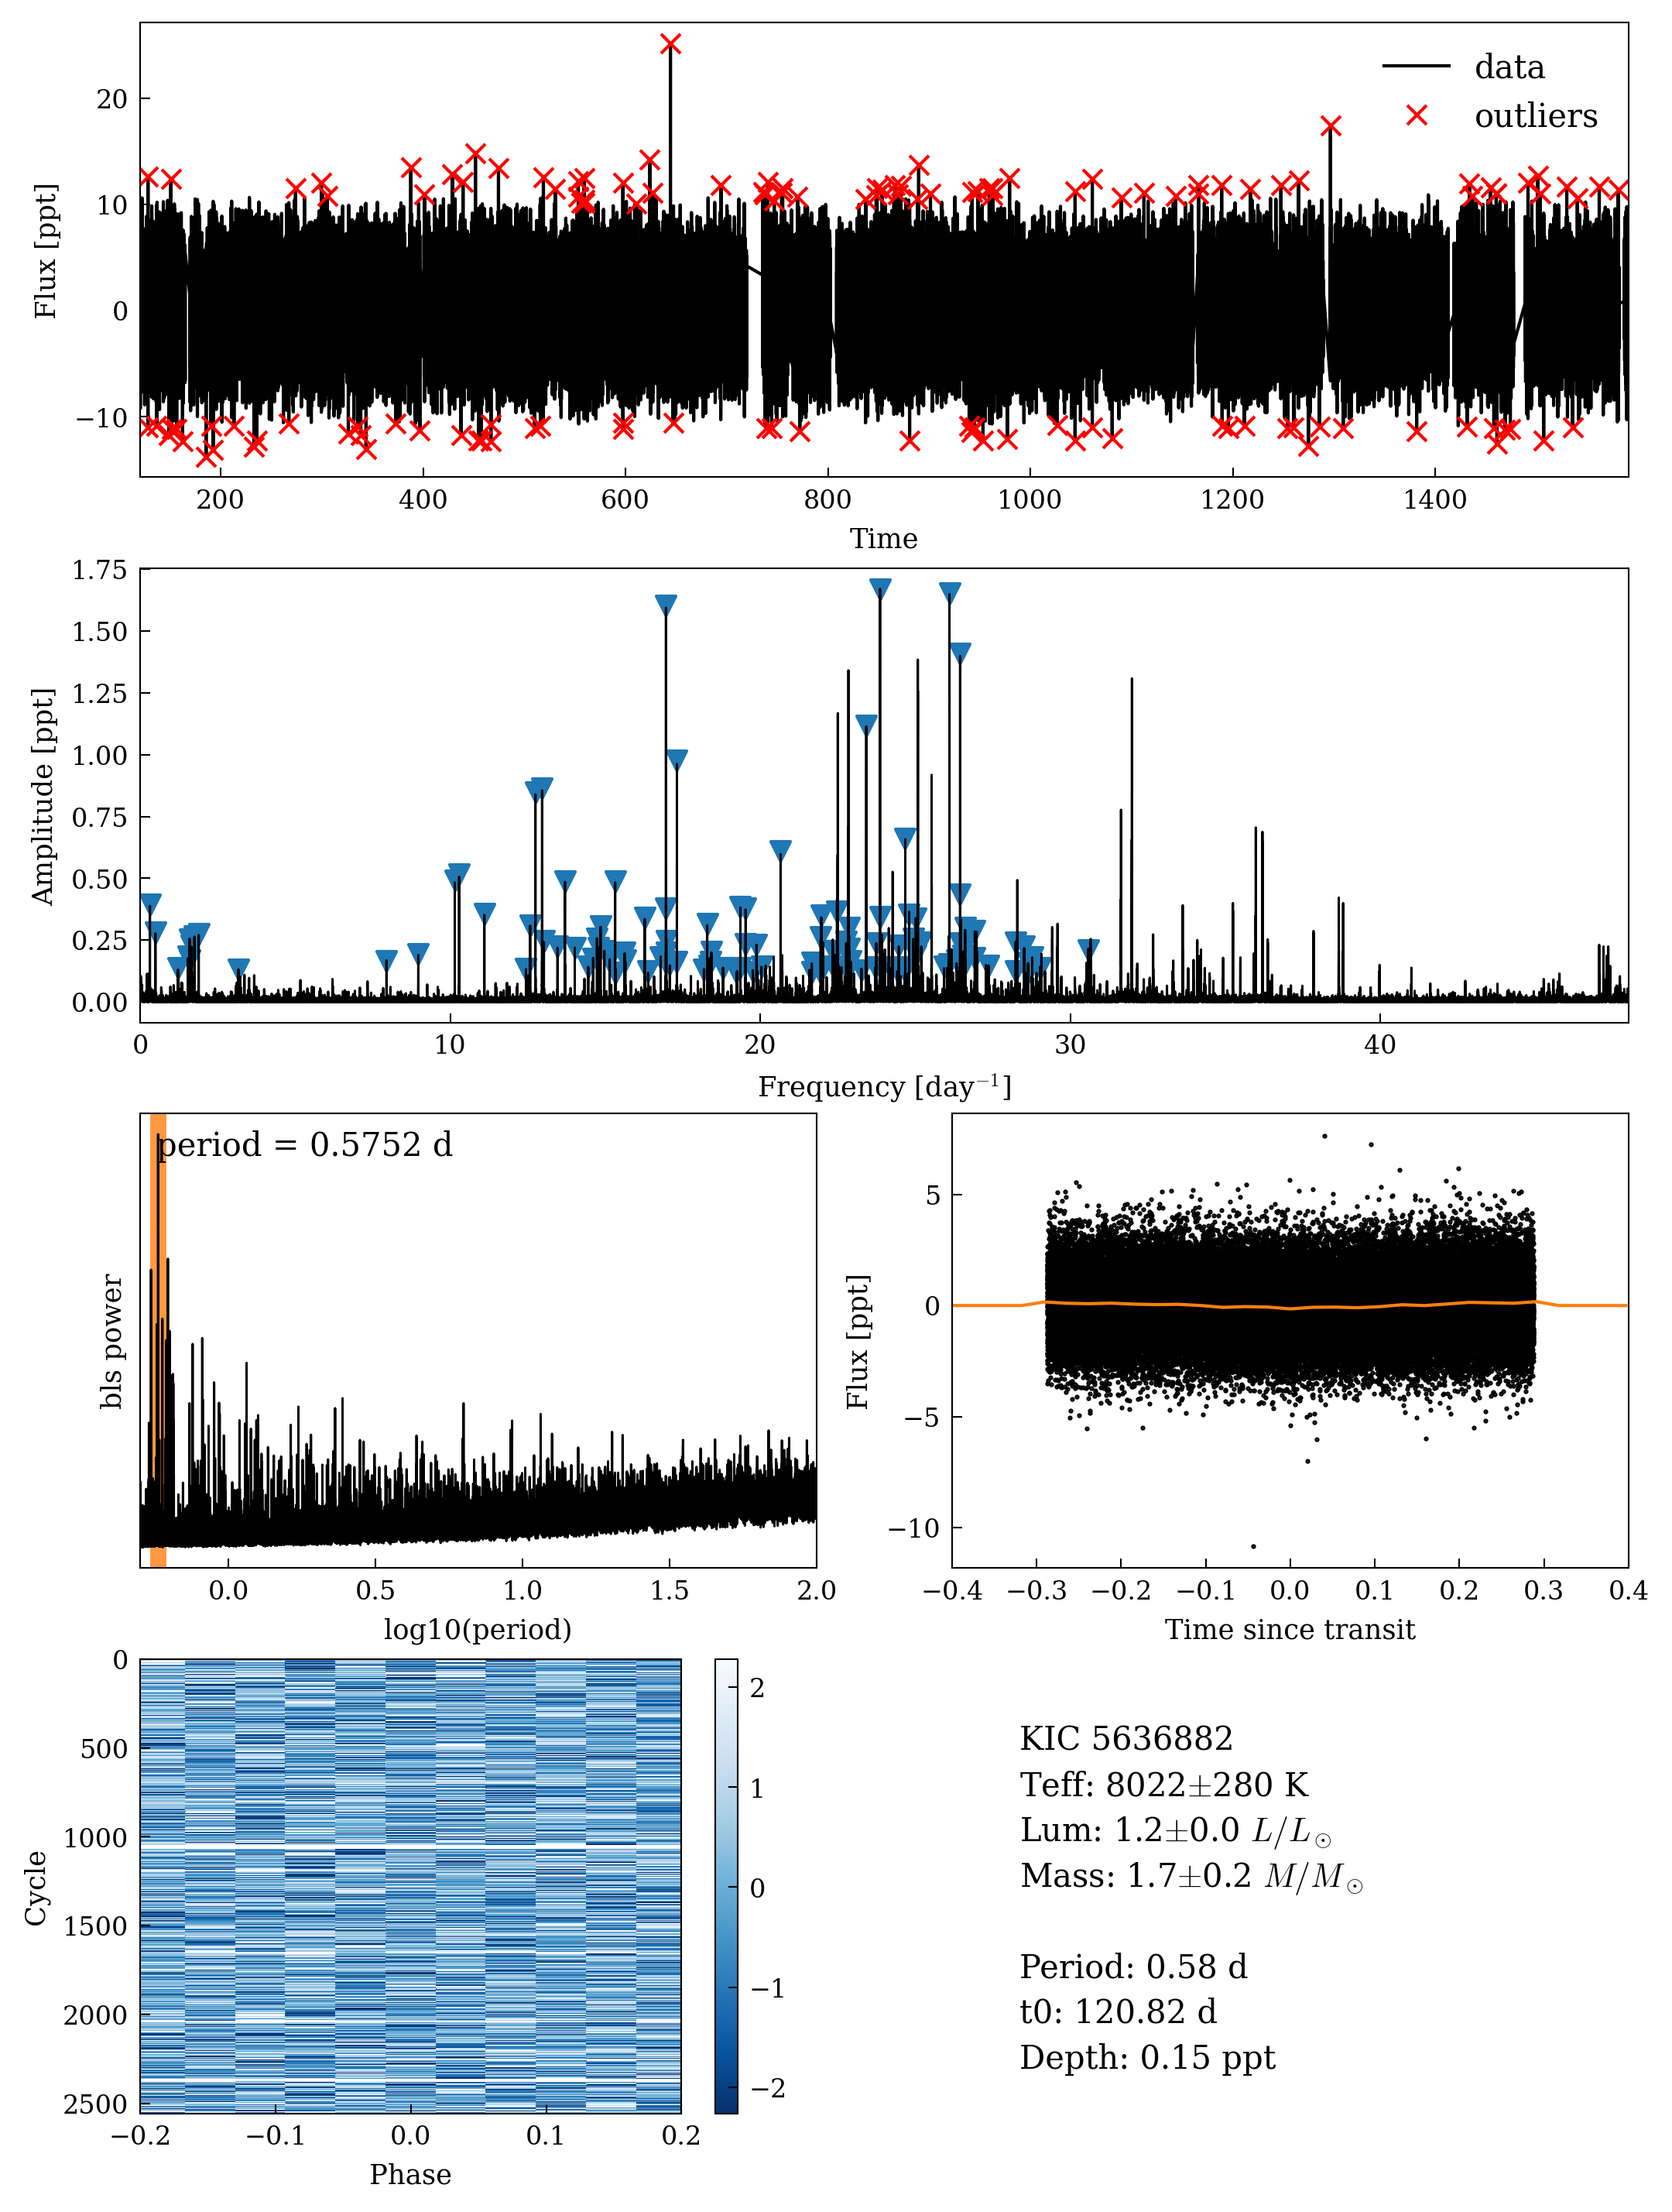 data
outliers
20
10
0
−10
Flux [ppt]
200 400 600 800 1000 1200 1400
Time
1.75
1.50
1.25
1.00
0.75
0.50
0.25
0.00
Amplitude [ppt]
0 10 20 30 40
Frequency [day⁻¹]
period = 0.5752 d
bls power
0.0 0.5 1.0 1.5 2.0
log10(period)
5
0
−5
−10
Flux [ppt]
−0.4 −0.3 −0.2 −0.1 0.0 0.1 0.2 0.3 0.4
Time since transit
0
500
1000
1500
2000
2500
Cycle
−0.2 −0.1 0.0 0.1 0.2
Phase
2
1
0
−1
−2
KIC 5636882
Teff: 8022±280 K
Lum: 1.2±0.0 L/L☉
Mass: 1.7±0.2 M/M☉
Period: 0.58 d
t0: 120.82 d
Depth: 0.15 ppt